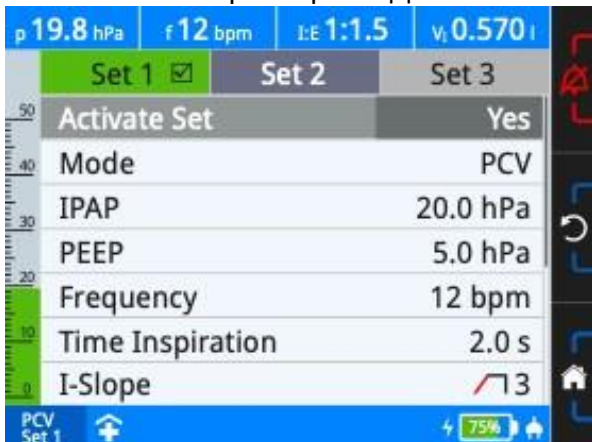 p 19.8 hPa f 12 bpm I:E 1:1.5 Vi 0.570 l
Set 1 ☑ Set 2 Set 3
50
40
30
20
10
0
Activate Set Yes
Mode PCV
IPAP 20.0 hPa
PEEP 5.0 hPa
Frequency 12 bpm
Time Inspiration 2.0 s
I-Slope 3
PCV
Set 1
75%